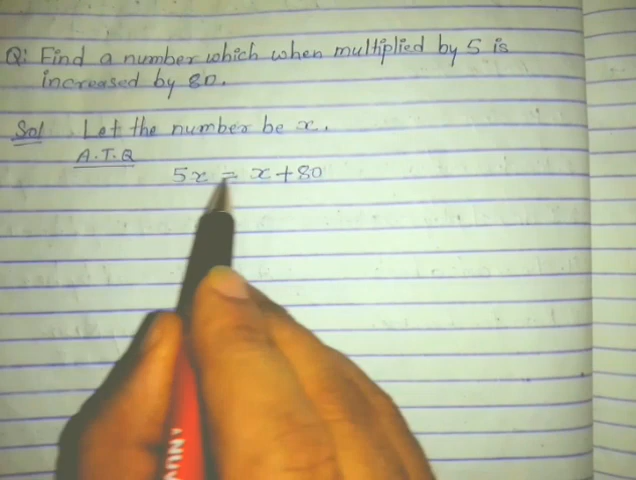 Q: Find a number which when multiplied by 5 is
increased by 80.
Sol Let the number be x.
A.T.Q
5x = x + 80